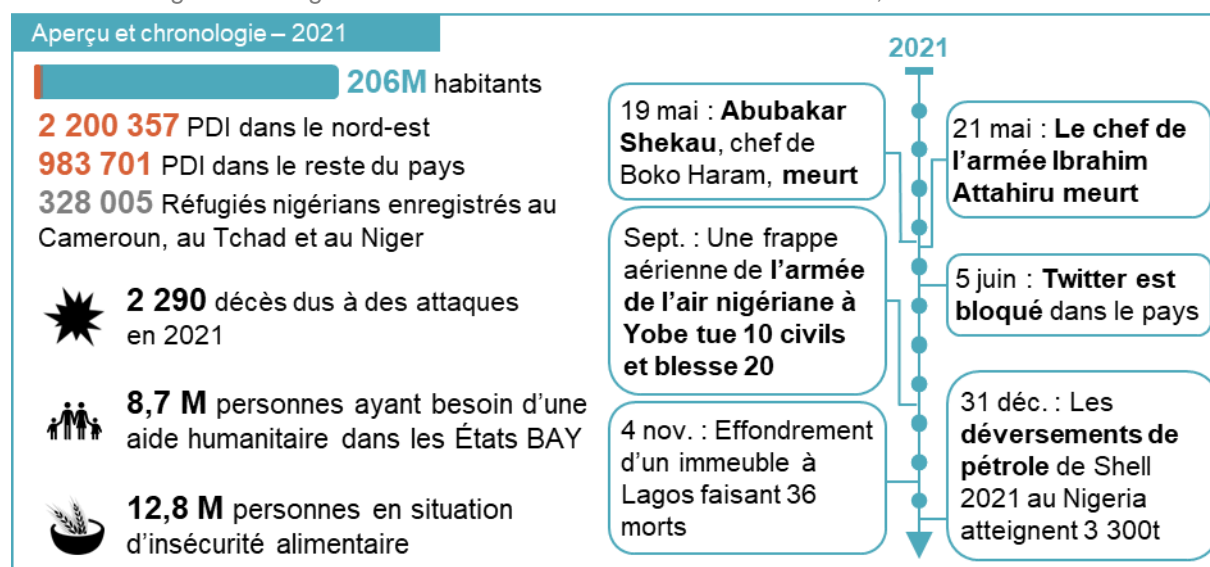 Aperçu et chronologie – 2021
206M habitants
2 200 357 PDI dans le nord-est
983 701 PDI dans le reste du pays
328 005 Réfugiés nigérians enregistrés au
Cameroun, au Tchad et au Niger
2 290 décès dus à des attaques
en 2021
8,7 M personnes ayant besoin d'une
aide humanitaire dans les États BAY
12,8 M personnes en situation
d'insécurité alimentaire
2021
19 mai : Abubakar
Shekau, chef de
Boko Haram, meurt
21 mai : Le chef de
l'armée Ibrahim
Attahiru meurt
5 juin : Twitter est
bloqué dans le pays
Sept. : Une frappe
aérienne de l'armée
de l'air nigériane à
Yobe tue 10 civils
et blesse 20
4 nov. : Effondrement
d'un immeuble à
Lagos faisant 36
morts
31 déc. : Les
déversements de
pétrole de Shell
2021 au Nigeria
atteignent 3 300t